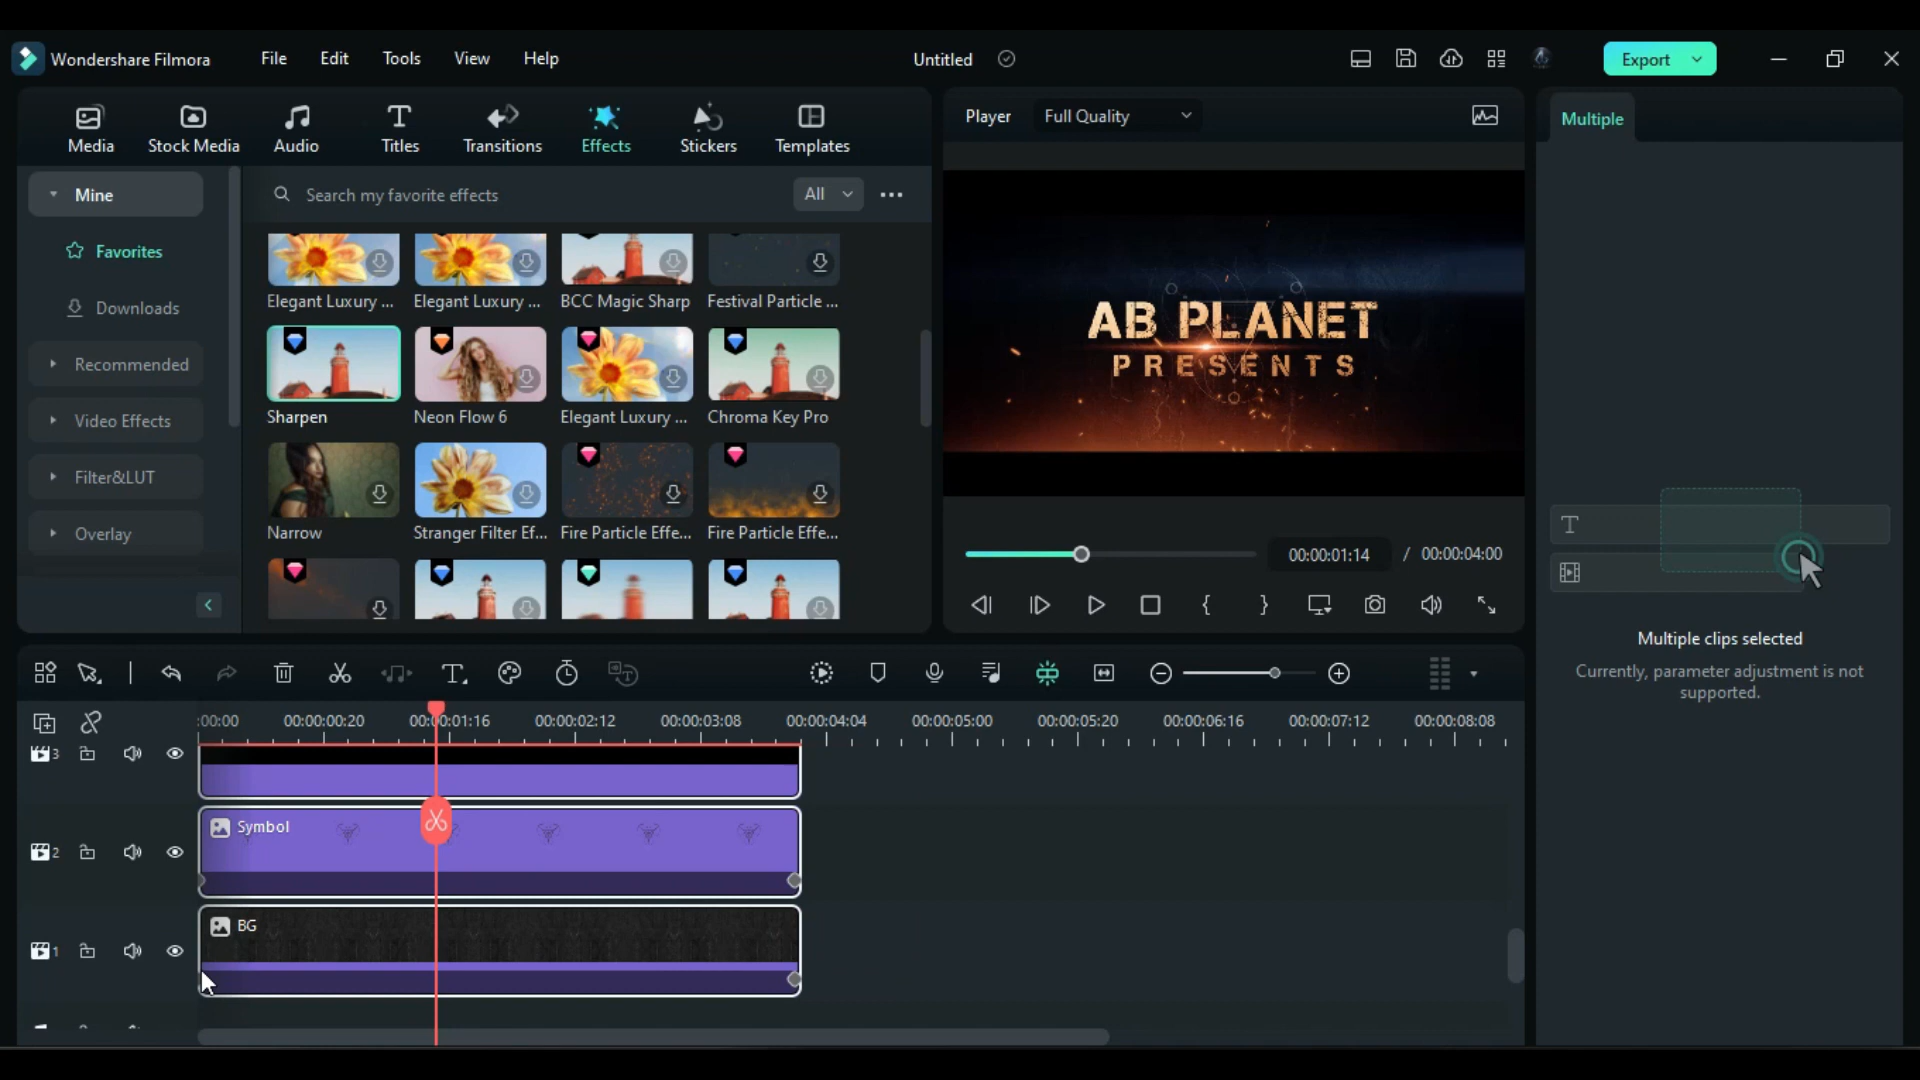 Wondershare Filmora File Edit Tools View Help Untitled Export
Media Stock Media Audio Titles Transitions Effects Stickers Templates
Player Full Quality
Multiple
Mine
Search my favorite effects All
Favorites
Downloads
Recommended
Video Effects
Filter&LUT
Overlay
Elegant Luxury ... Elegant Luxury ... BCC Magic Sharp Festival Particle ...
Sharpen Neon Flow 6 Elegant Luxury ... Chroma Key Pro
Narrow Stranger Filter Ef... Fire Particle Effe... Fire Particle Effe...
AB PLANET
PRESENTS
00:00:01:14 / 00:00:04:00
T
Multiple clips selected
Currently, parameter adjustment is not
supported.
:00:00 00:00:00:20 00:00:01:16 00:00:02:12 00:00:03:08 00:00:04:04 00:00:05:00 00:00:05:20 00:00:06:16 00:00:07:12 00:00:08:08
3
Symbol
2
BG
1